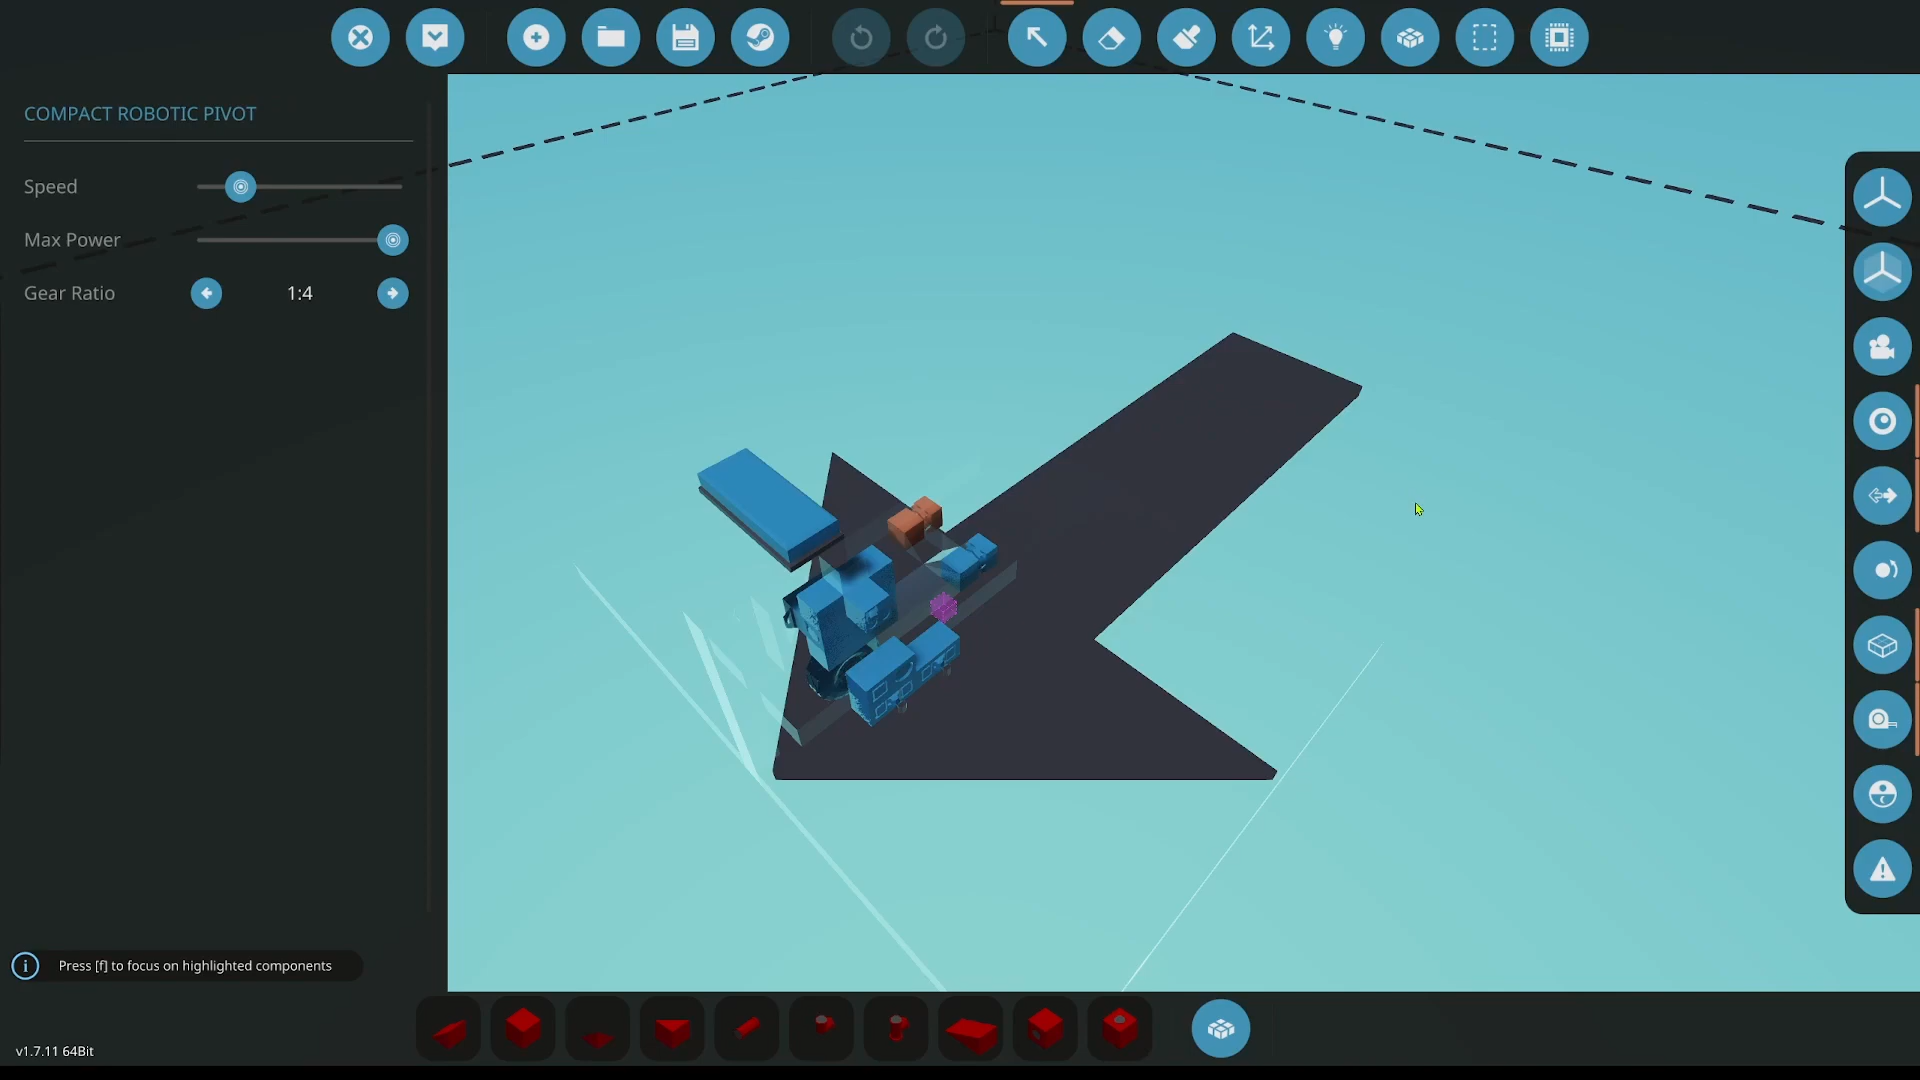 COMPACT ROBOTIC PIVOT
Speed
Max Power
Gear Ratio
1:4
Press [f] to focus on highlighted components
v1.7.11 64Bit